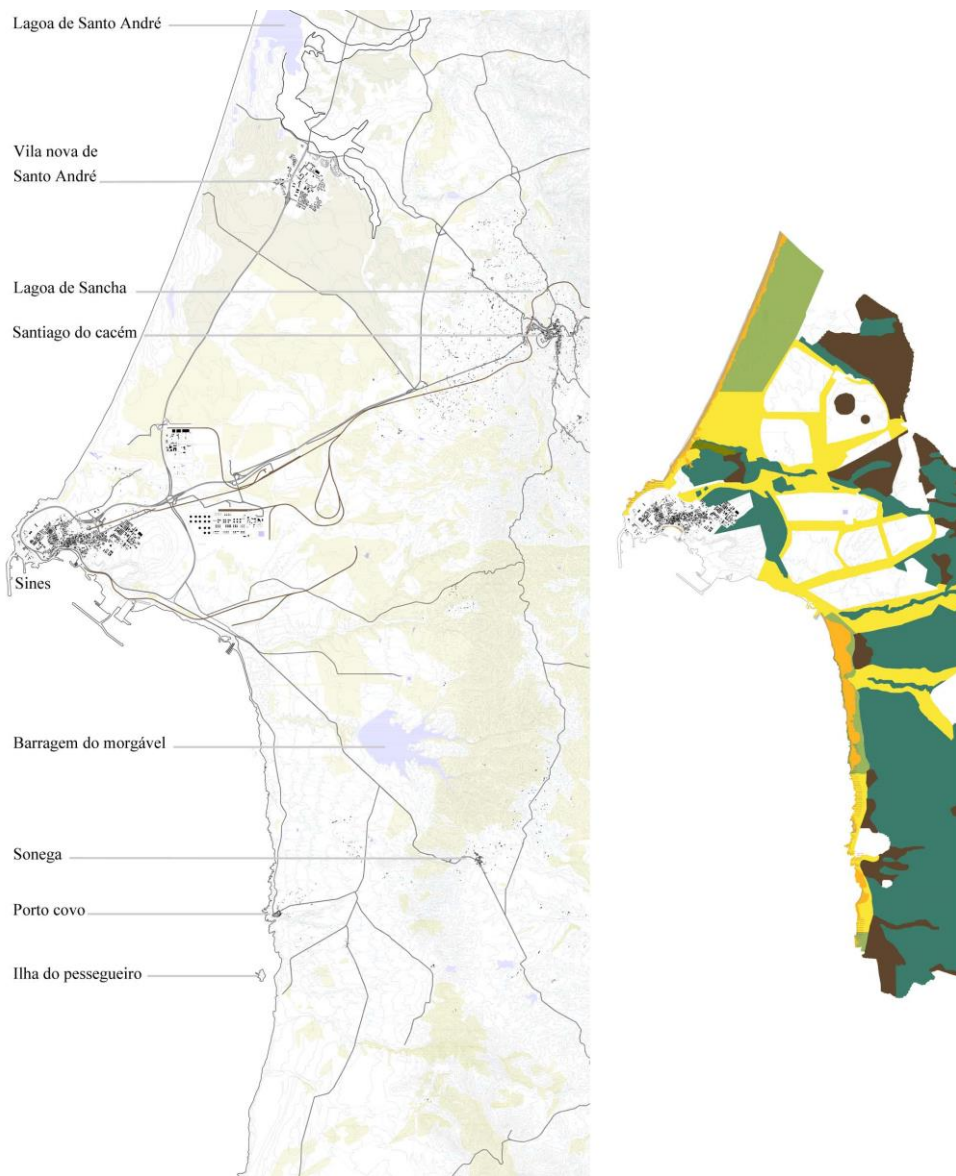 Lagoa de Santo André
Vila nova de
Santo André
Lagoa de Sancha
Santiago do cacém
Sines
Barragem do morgável
Sonega
Porto covo
Ilha do pessegueiro